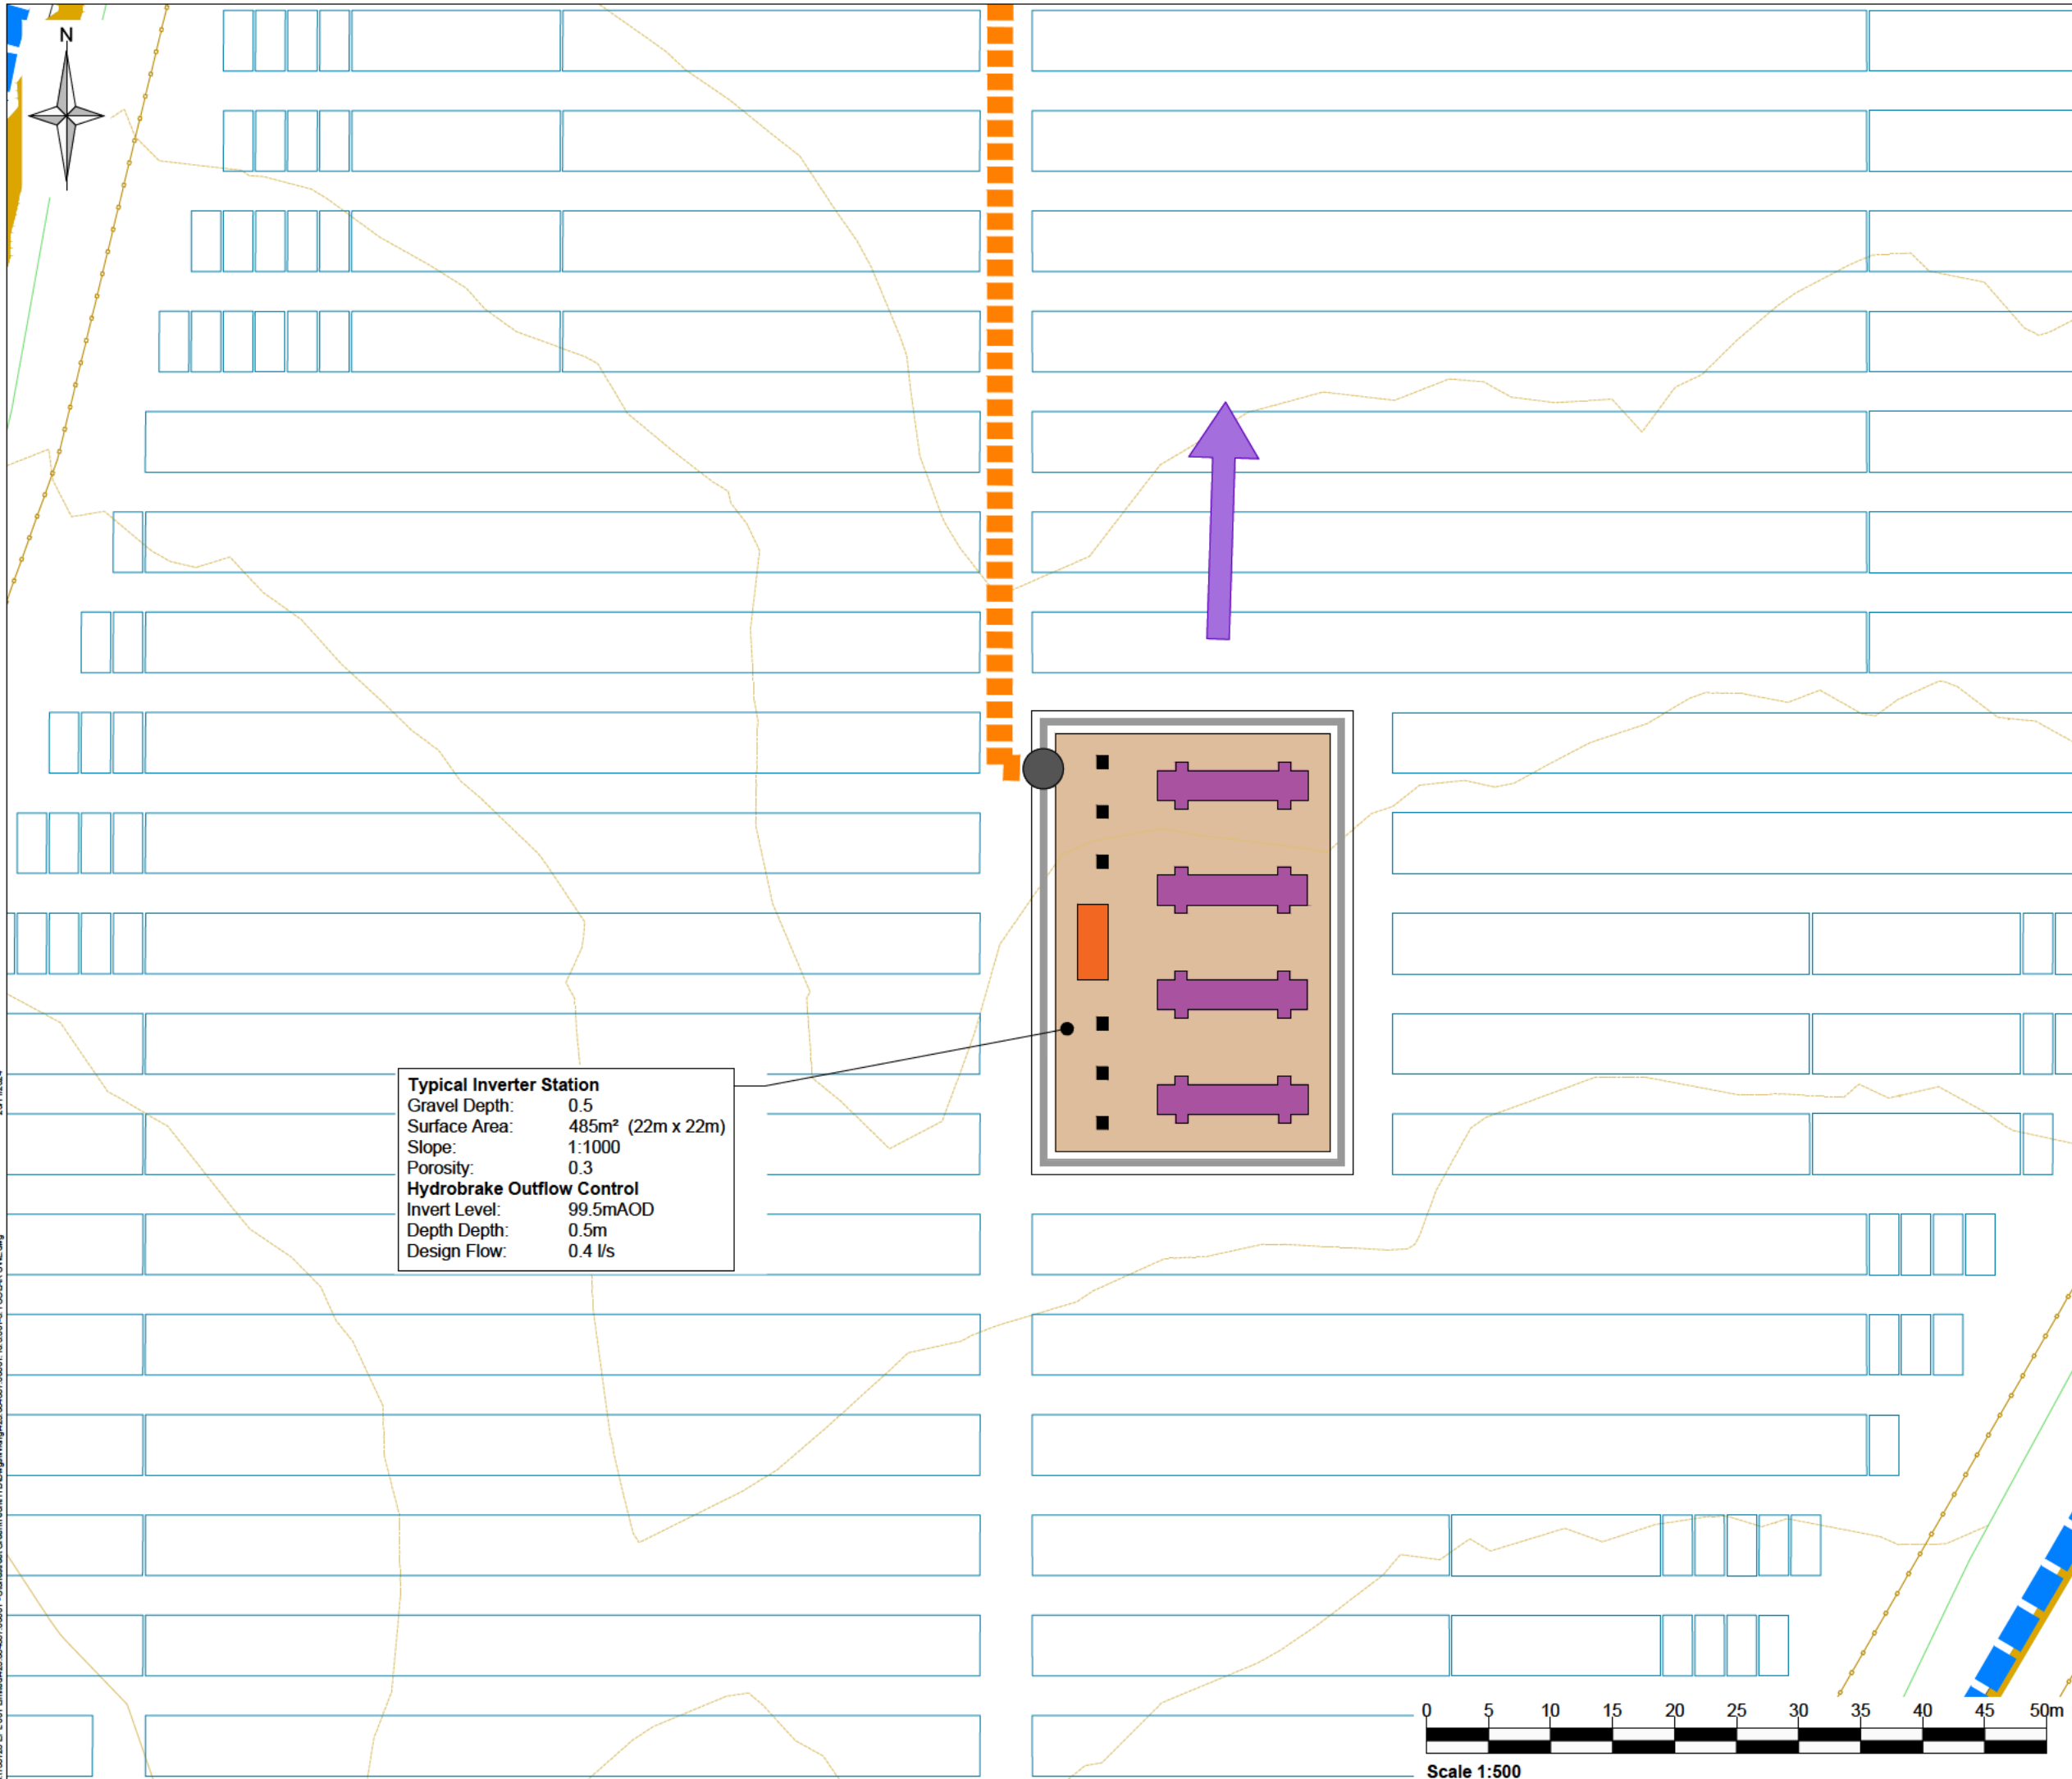 N
Typical Inverter Station
Gravel Depth: 0.5
Surface Area: 485m² (22m x 22m)
Slope: 1:1000
Porosity: 0.3
Hydrobrake Outflow Control
Invert Level: 99.5mAOD
Depth Depth: 0.5m
Design Flow: 0.4 l/s
0 5 10 15 20 25 30 35 40 45 50m
Scale 1:500